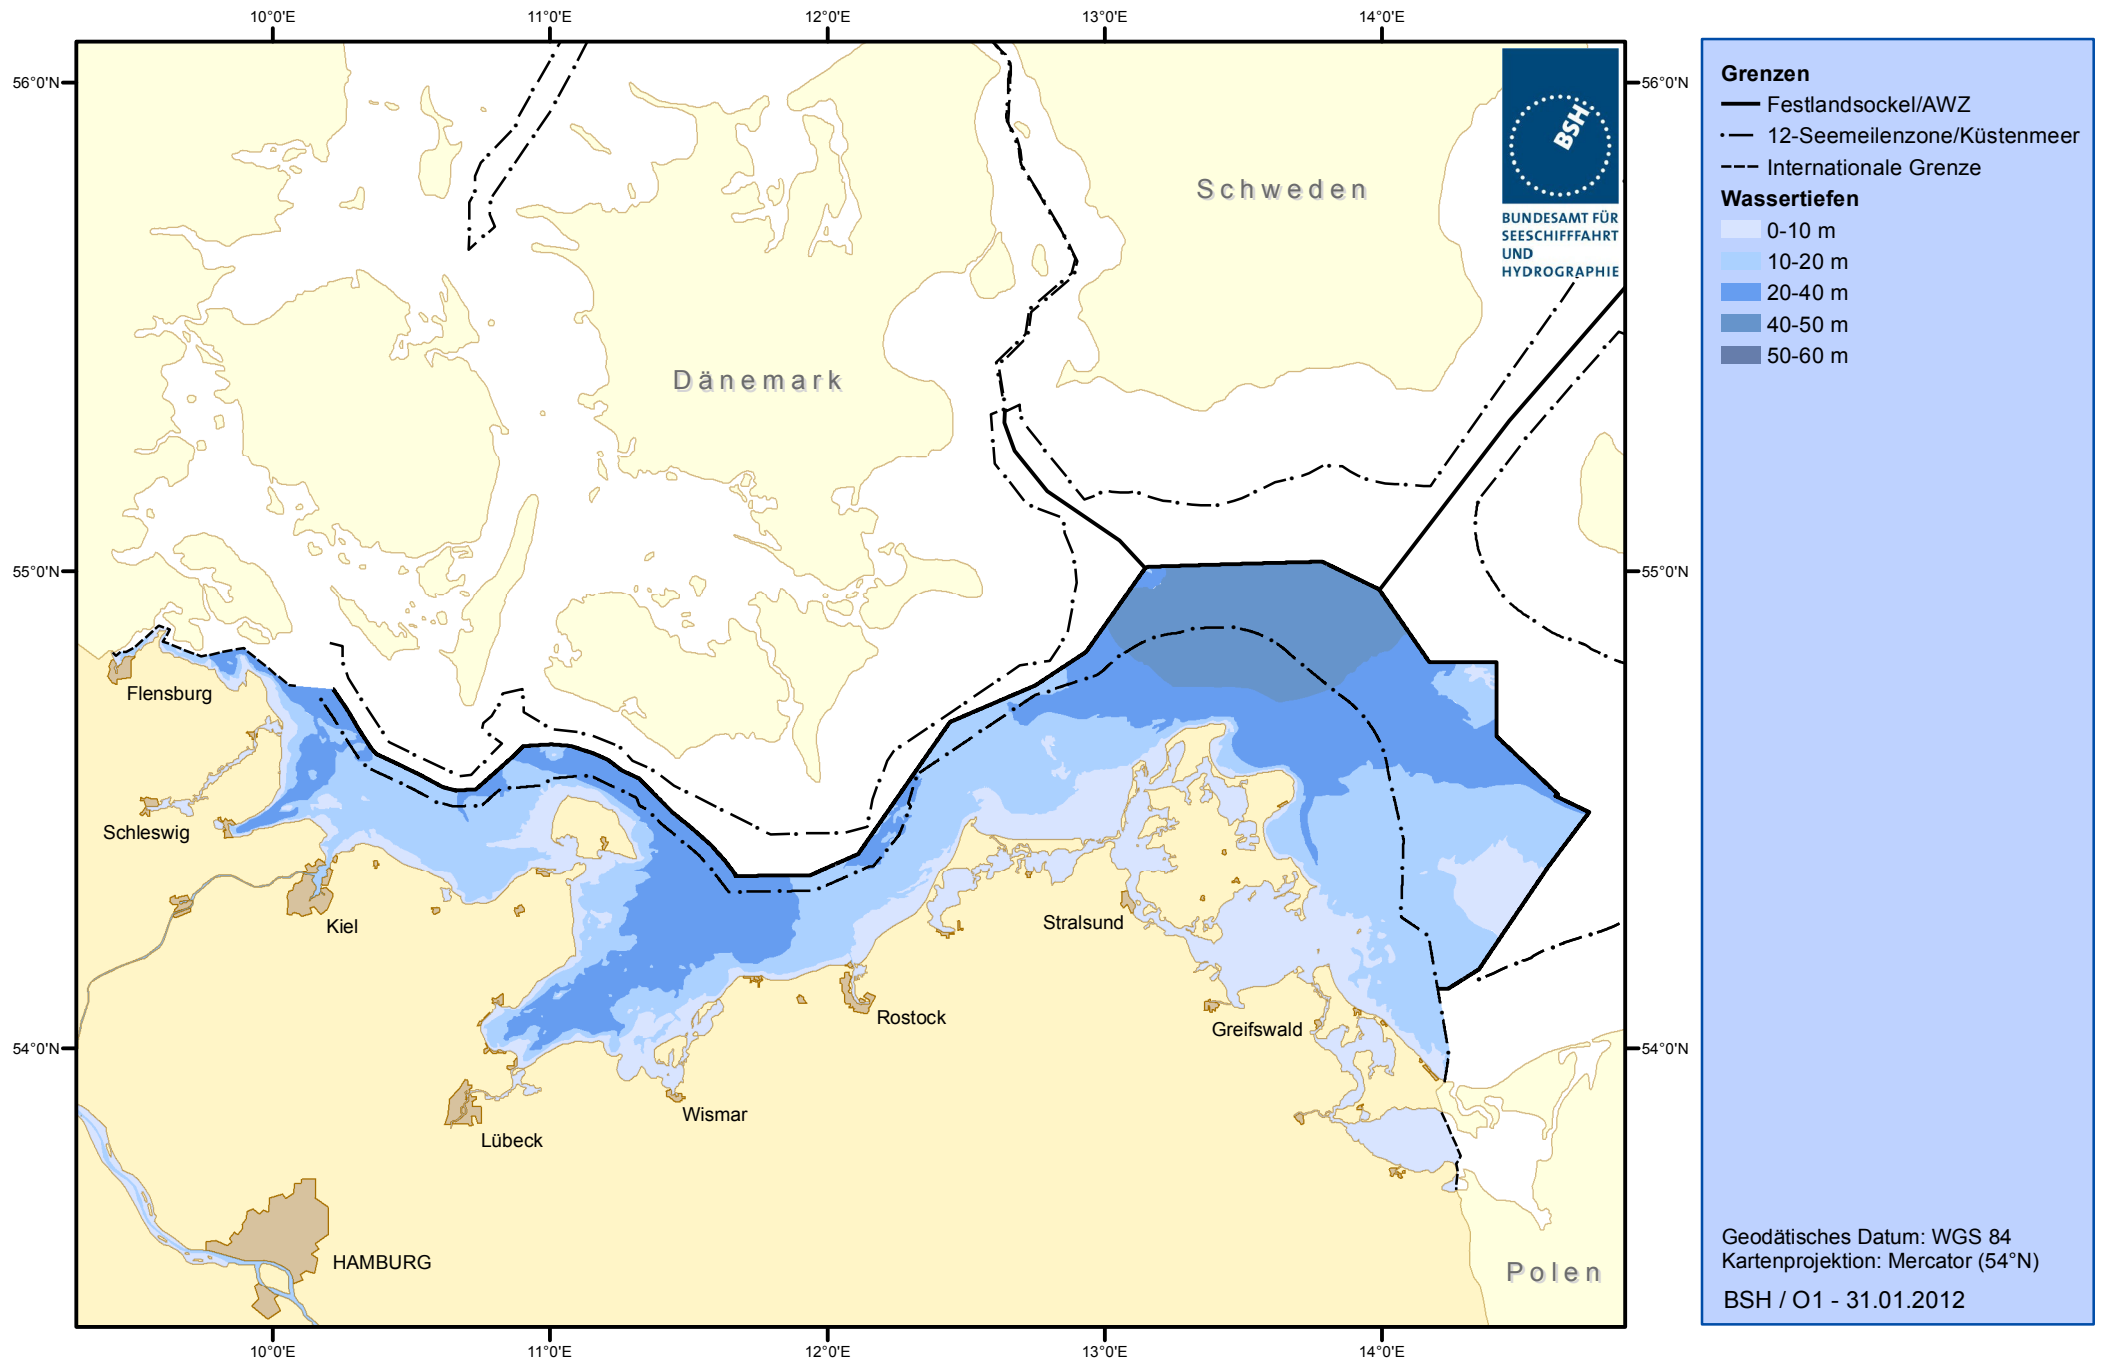 10°0'E 11°0'E 12°0'E 13°0'E 14°0'E
56°0'N 56°0'N
BSH
BUNDESAMT FÜR
SEESCHIFFFAHRT
UND
HYDROGRAPHIE
Schweden
Dänemark
55°0'N 55°0'N
Flensburg
Schleswig
Kiel
Stralsund
Rostock
Greifswald
54°0'N 54°0'N
Wismar
Lübeck
HAMBURG
Polen
10°0'E 11°0'E 12°0'E 13°0'E 14°0'E
Grenzen
Festlandsockel/AWZ
12-Seemeilenzone/Küstenmeer
Internationale Grenze
Wassertiefen
0-10 m
10-20 m
20-40 m
40-50 m
50-60 m
Geodätisches Datum: WGS 84
Kartenprojektion: Mercator (54°N)
BSH / O1 - 31.01.2012